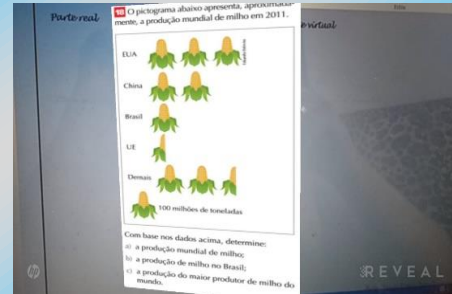 Parte real
10 O pictograma abaixo apresenta, aproximada-
mente, a produção mundial de milho em 2011.
virtual
EUA
China
Brasil
UE
Demais
100 milhões de toneladas
Com base nos dados acima, determine:
a) a produção mundial de milho;
b) a produção de milho no Brasil;
c) a produção do maior produtor de milho do
mundo.
hp
REVEAL